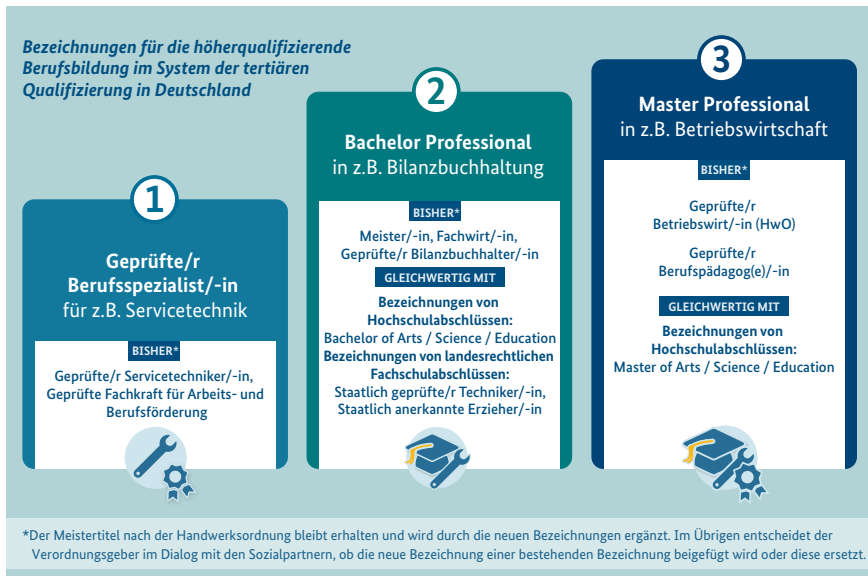 Bezeichnungen für die höherqualifizierende
Berufsbildung im System der tertiären
Qualifizierung in Deutschland
1
Geprüfte/r
Berufsspezialist/-in
für z.B. Servicetechnik
BISHER*
Geprüfte/r Servicetechniker/-in,
Geprüfte Fachkraft für Arbeits- und
Berufsförderung
2
Bachelor Professional
in z.B. Bilanzbuchhaltung
BISHER*
Meister/-in, Fachwirt/-in,
Geprüfte/r Bilanzbuchhalter/-in
GLEICHWERTIG MIT
Bezeichnungen von
Hochschulabschlüssen:
Bachelor of Arts / Science / Education
Bezeichnungen von landesrechtlichen
Fachschulabschlüssen:
Staatlich geprüfte/r Techniker/-in,
Staatlich anerkannte Erzieher/-in
3
Master Professional
in z.B. Betriebswirtschaft
BISHER*
Geprüfte/r
Betriebswirt/-in (HwO)
Geprüfte/r
Berufspädagog(e)/-in
GLEICHWERTIG MIT
Bezeichnungen von
Hochschulabschlüssen:
Master of Arts / Science / Education
*Der Meistertitel nach der Handwerksordnung bleibt erhalten und wird durch die neuen Bezeichnungen ergänzt. Im Übrigen entscheidet der
Verordnungsgeber im Dialog mit den Sozialpartnern, ob die neue Bezeichnung einer bestehenden Bezeichnung beigefügt wird oder diese ersetzt.